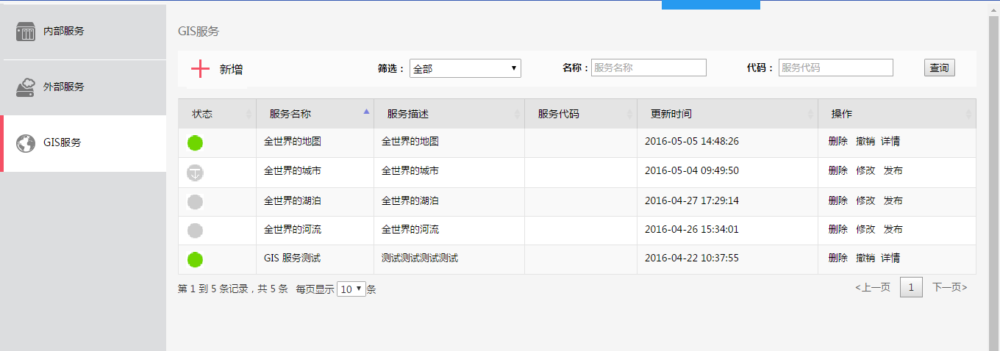 内部服务
外部服务
GIS服务
GIS服务
新增 筛选： 全部 名称： 服务名称 代码： 服务代码 查询
状态 服务名称 服务描述 服务代码 更新时间 操作
全世界的地图 全世界的地图 2016-05-05 14:48:26 删除 撤销 详情
全世界的城市 全世界的城市 2016-05-04 09:49:50 删除 修改 发布
全世界的湖泊 全世界的湖泊 2016-04-27 17:29:14 删除 修改 发布
全世界的河流 全世界的河流 2016-04-26 15:34:01 删除 修改 发布
GIS 服务测试 测试测试测试测试 2016-04-22 10:37:55 删除 撤销 详情
第 1 到 5 条记录，共 5 条 每页显示 10 条 <上一页 1 下一页>